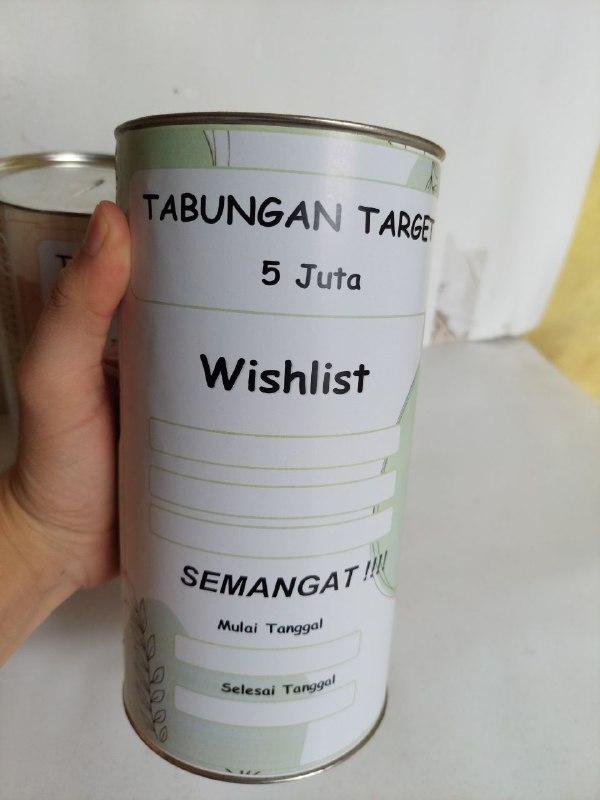 TABUNGAN TARGET
5 Juta
Wishlist
SEMANGAT !!!!
Mulai Tanggal
Selesai Tanggal